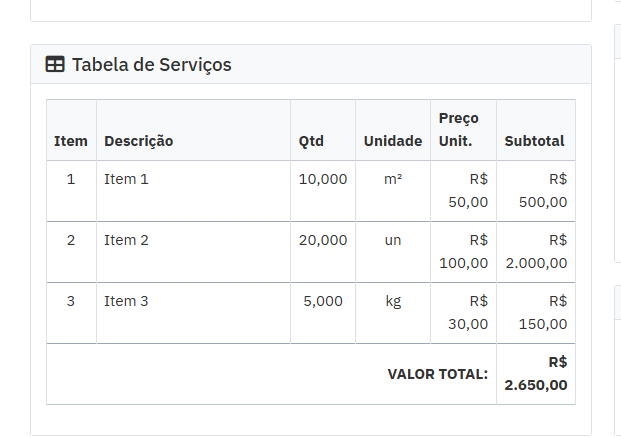 Tabela de Serviços
Item Descrição Qtd Unidade Preço Unit. Subtotal
1 Item 1 10,000 m² R$ 50,00 R$ 500,00
2 Item 2 20,000 un R$ 100,00 R$ 2.000,00
3 Item 3 5,000 kg R$ 30,00 R$ 150,00
VALOR TOTAL: R$ 2.650,00